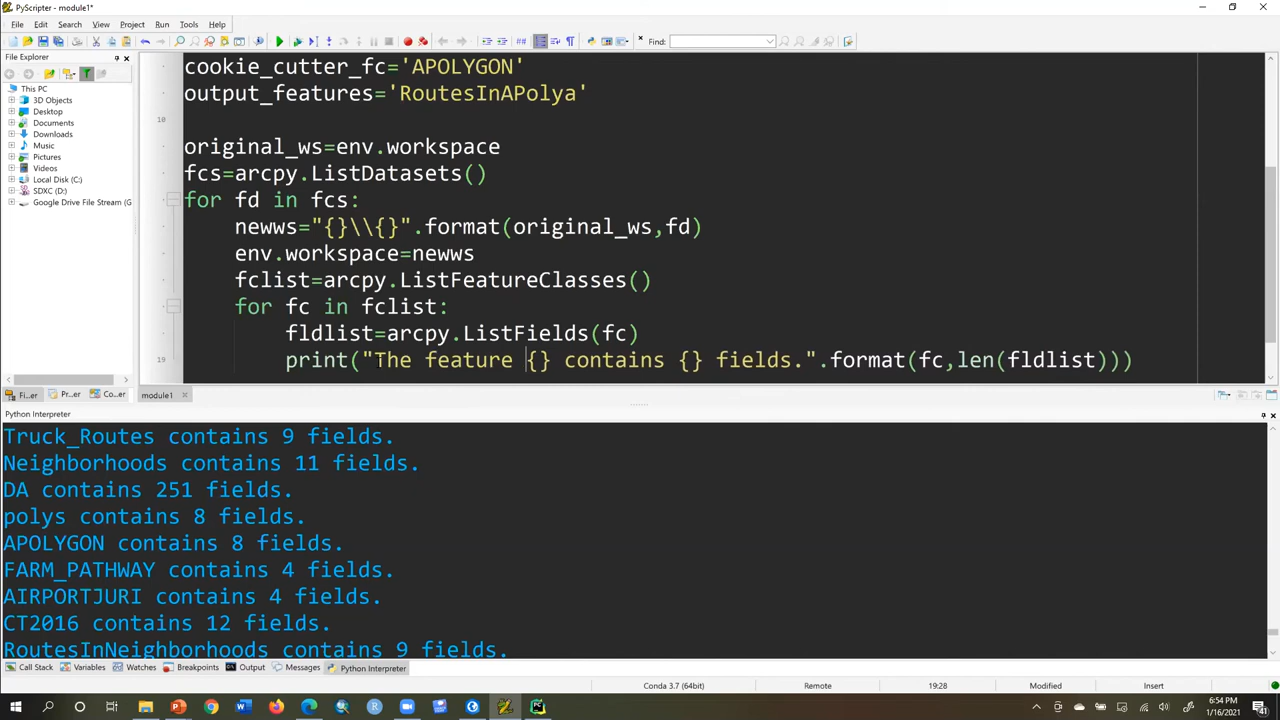 PyScripter - module1*
File Edit Search View Project Run Tools Help
Find:
File Explorer
This PC
3D Objects
Desktop
Documents
Downloads
Music
Pictures
Videos
Local Disk (C:)
SDXC (D:)
Google Drive File Stream (G
Fi...er Pr...er Co...er
cookie_cutter_fc='APOLYGON'
output_features='RoutesInAPolya'
10
original_ws=env.workspace
fcs=arcpy.ListDatasets()
for fd in fcs:
newws="{}\\{}".format(original_ws,fd)
env.workspace=newws
fclist=arcpy.ListFeatureClasses()
for fc in fclist:
fldlist=arcpy.ListFields(fc)
19 print("The feature {} contains {} fields.".format(fc,len(fldlist)))
module1
Python Interpreter
Truck_Routes contains 9 fields.
Neighborhoods contains 11 fields.
DA contains 251 fields.
polys contains 8 fields.
APOLYGON contains 8 fields.
FARM_PATHWAY contains 4 fields.
AIRPORTJURI contains 4 fields.
CT2016 contains 12 fields.
RoutesInNeighborhoods contains 9 fields.
Call Stack Variables Watches Breakpoints Output Messages Python Interpreter
Conda 3.7 (64bit) Remote 19:28 Modified Insert
6:54 PM
1/16/2021